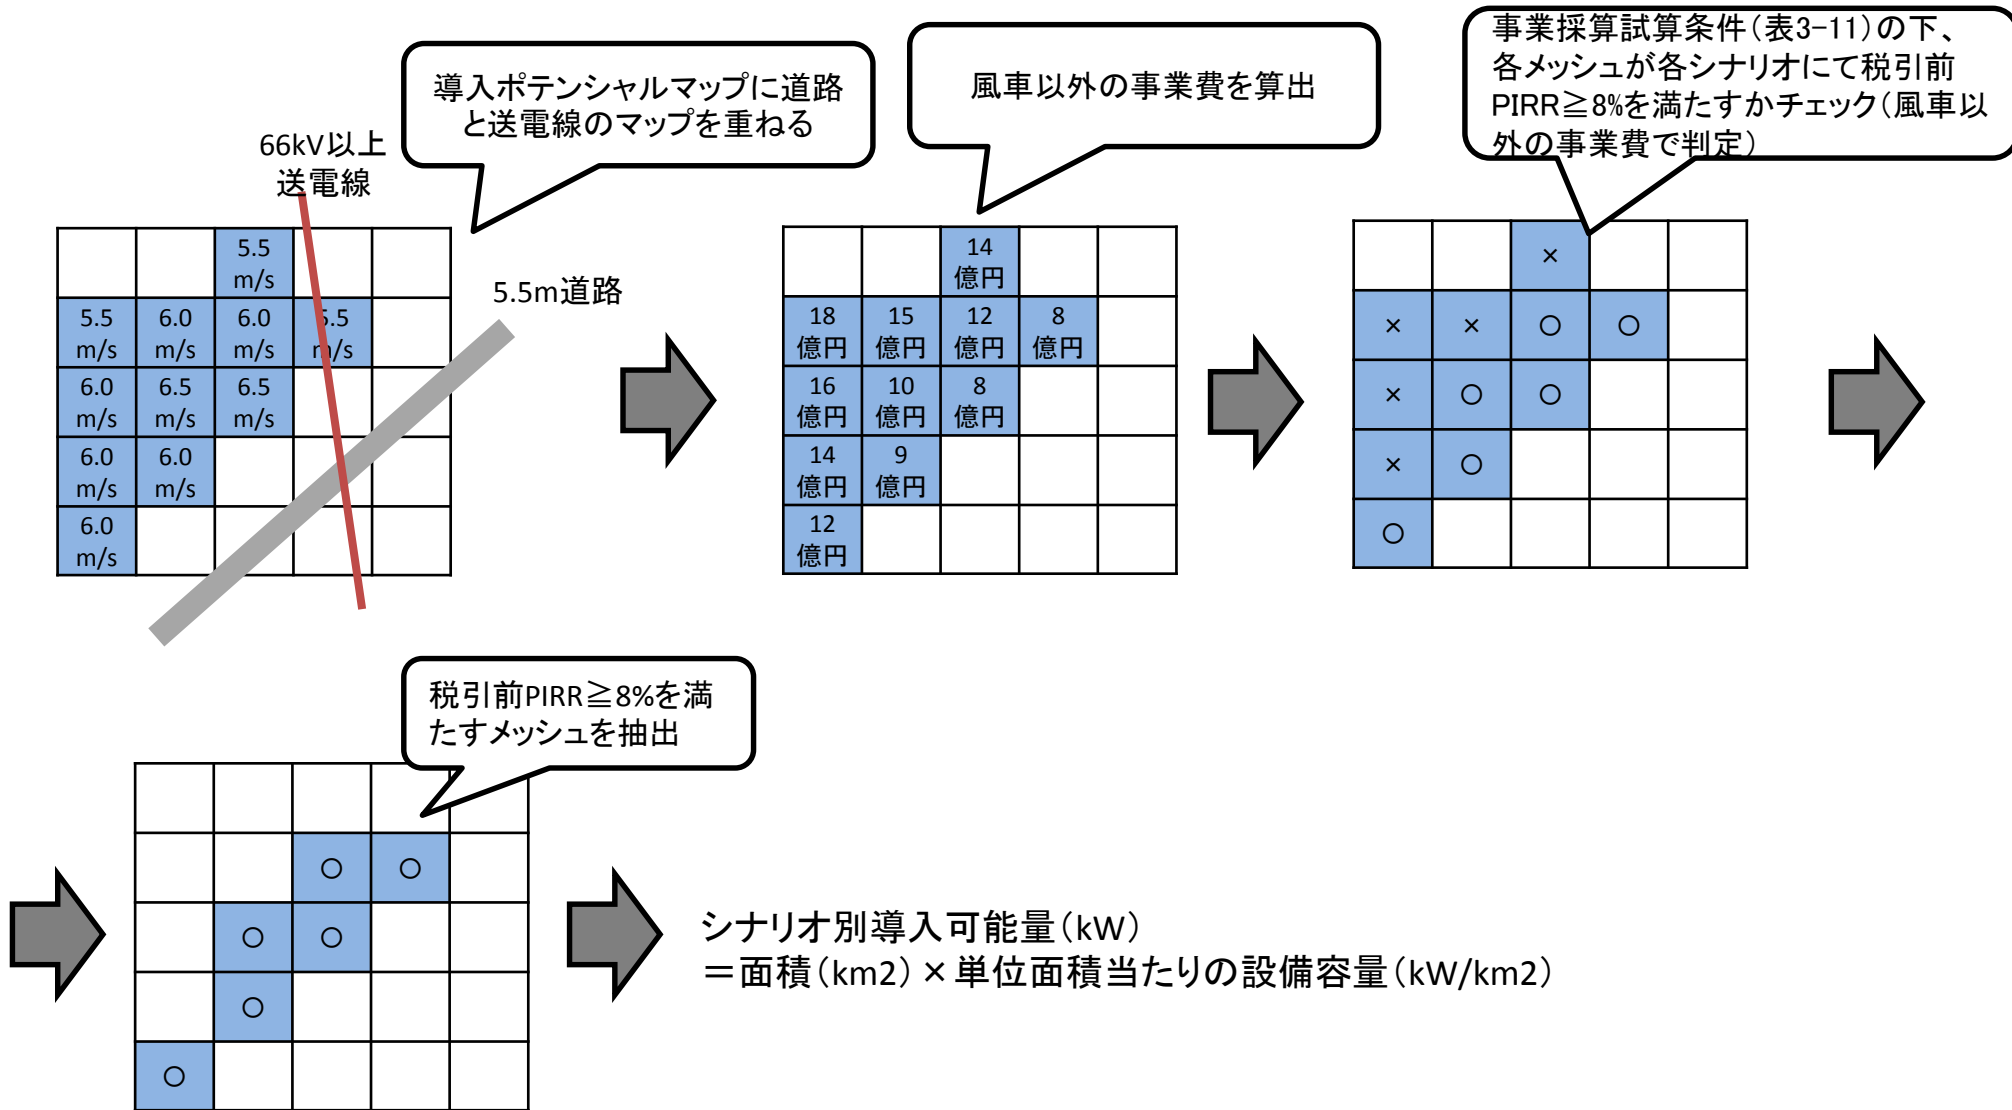 導入ポテンシャルマップに道路
と送電線のマップを重ねる
66kV以上
送電線
5.5
m/s
5.5m道路
5.5 6.0 6.0 5.5
m/s m/s m/s m/s
6.0 6.5 6.5
m/s m/s m/s
6.0 6.0
m/s m/s
6.0
m/s
風車以外の事業費を算出
14
億円
18 15 12 8
億円 億円 億円 億円
16 10 8
億円 億円 億円
14 9
億円 億円
12
億円
事業採算試算条件(表3-11)の下、
各メッシュが各シナリオにて税引前
PIRR≧8%を満たすかチェック(風車以
外の事業費で判定)
×
× × ○ ○
× ○ ○
× ○
○
税引前PIRR≧8%を満
たすメッシュを抽出
○ ○
○ ○
○
○
シナリオ別導入可能量(kW)
=面積(km2)×単位面積当たりの設備容量(kW/km2)